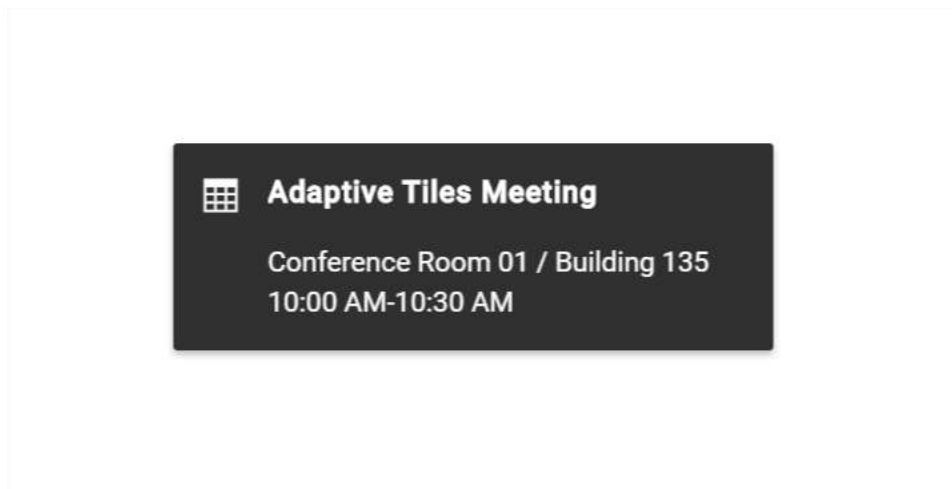 Adaptive Tiles Meeting
Conference Room 01 / Building 135
10:00 AM-10:30 AM